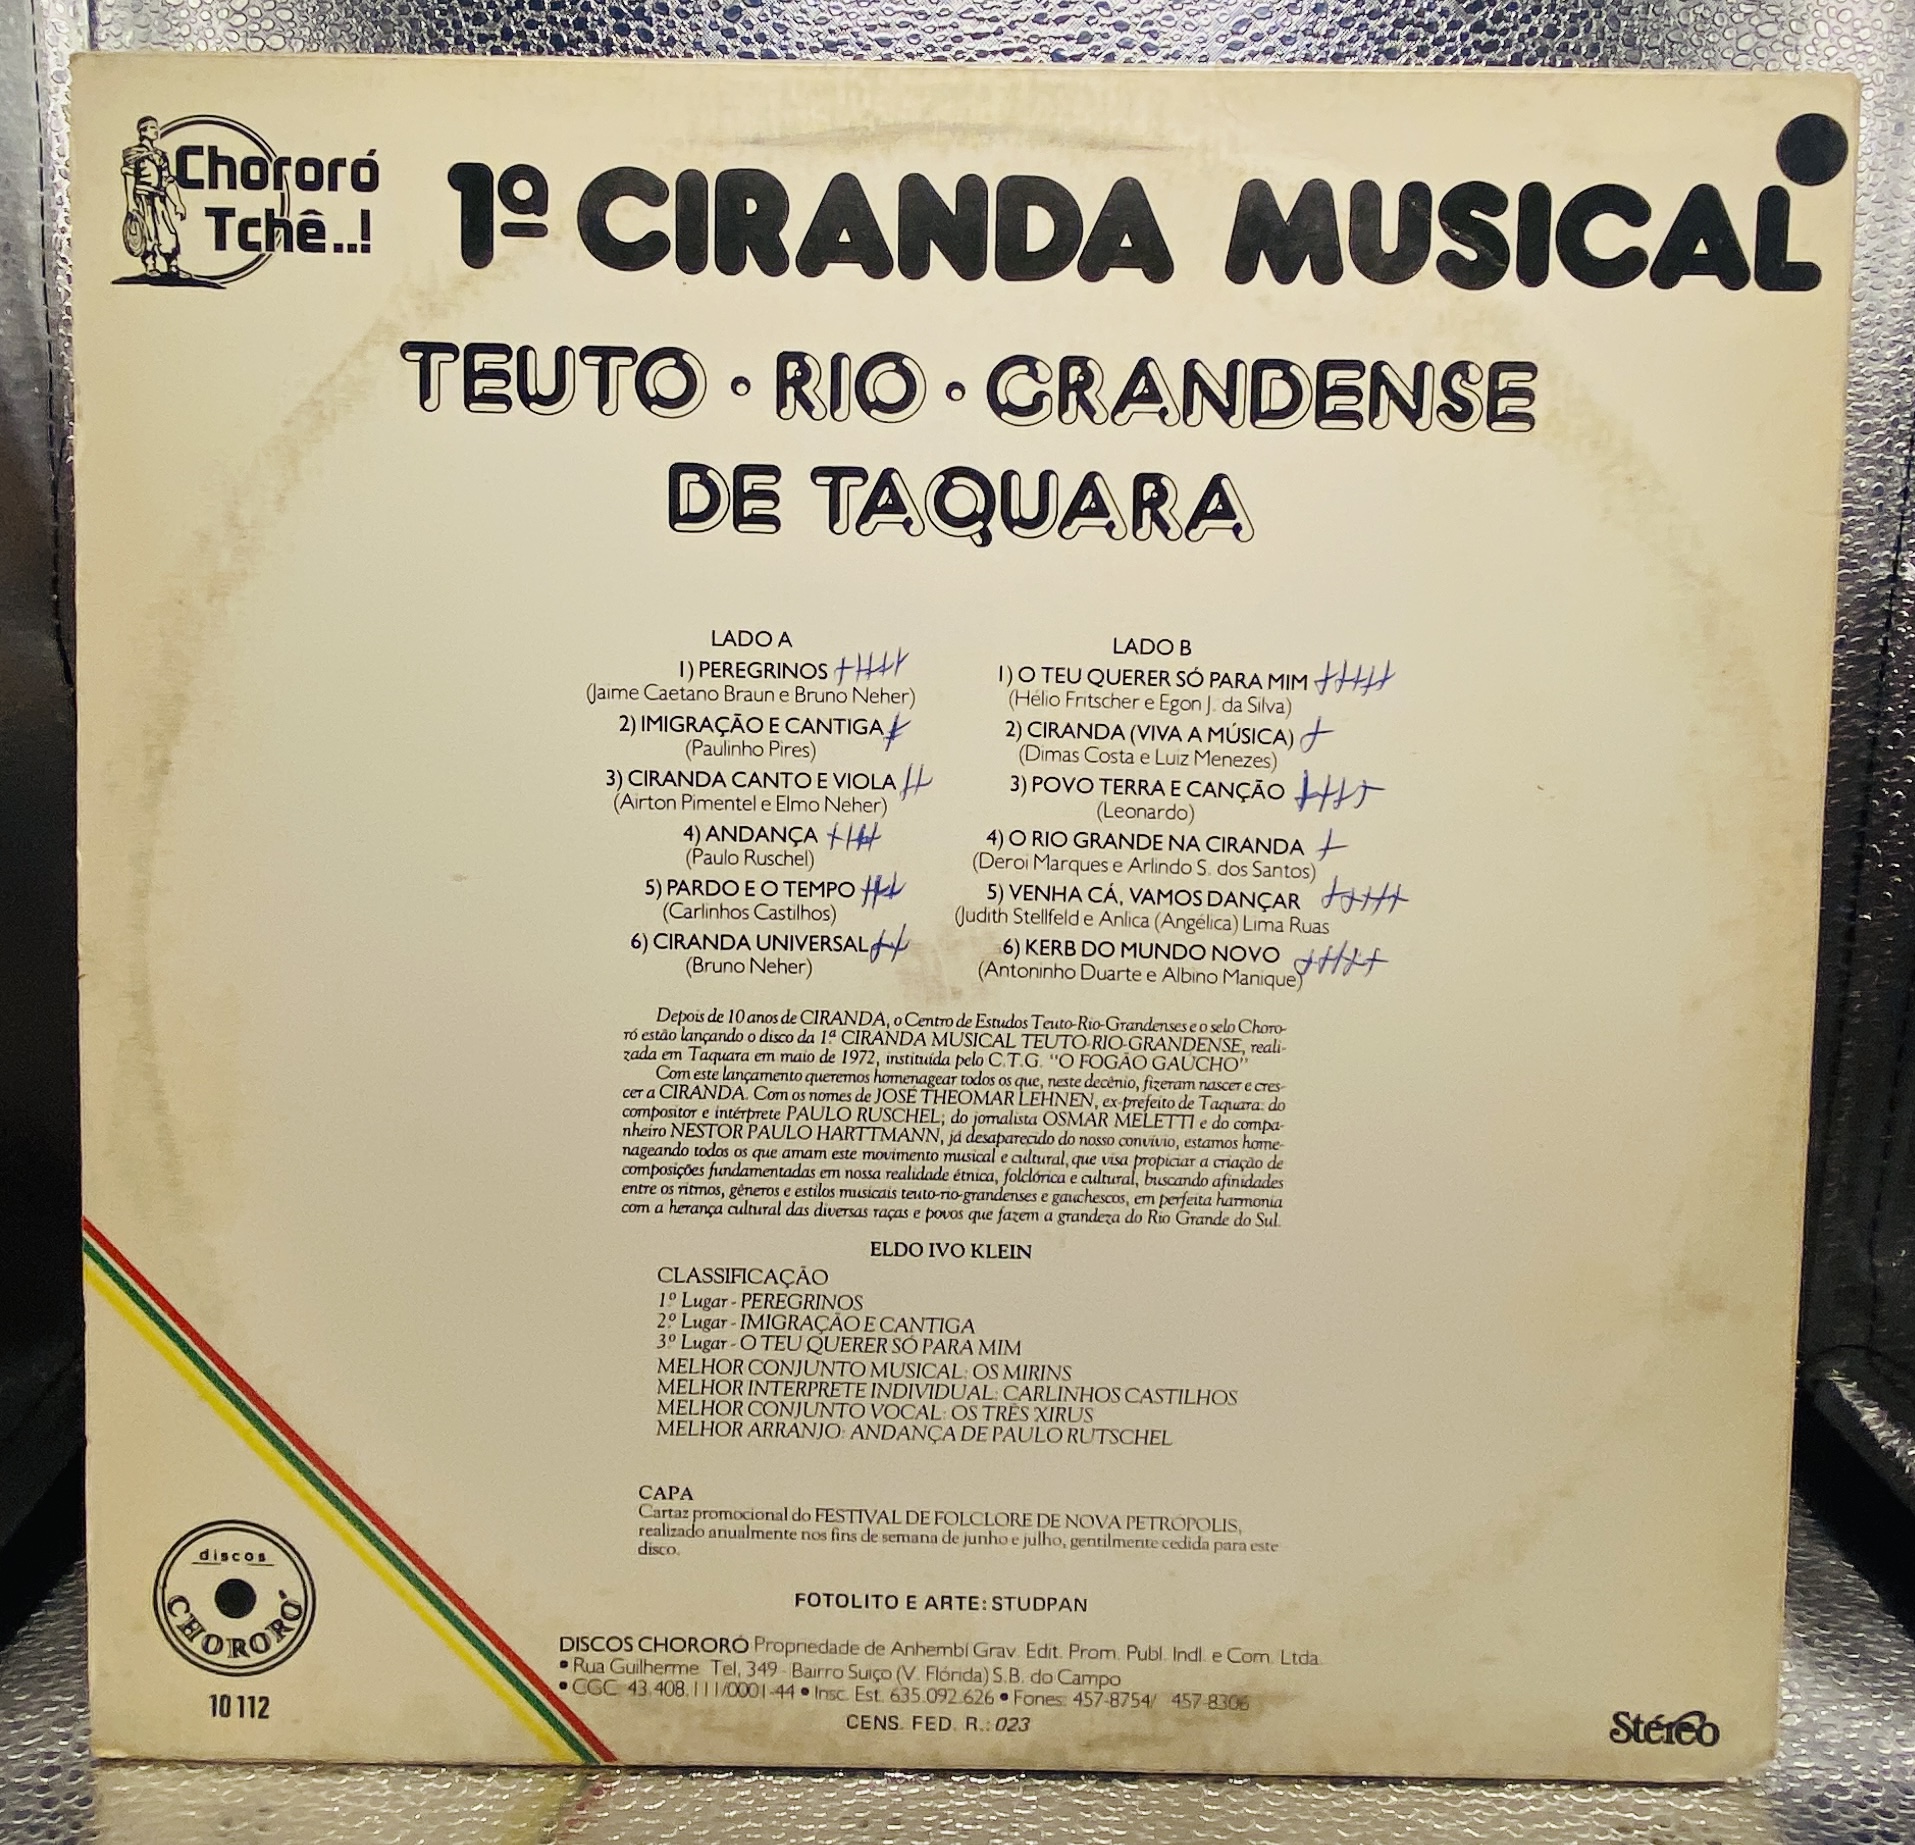 Chororó
Tchê..!
1ª CIRANDA MUSICAL
TEUTO • RIO • GRANDENSE
DE TAQUARA
LADO A
1) PEREGRINOS
(Jaime Caetano Braun e Bruno Neher)
2) IMIGRAÇÃO E CANTIGA
(Paulinho Pires)
3) CIRANDA CANTO E VIOLA
(Airton Pimentel e Elmo Neher)
4) ANDANÇA
(Paulo Ruschel)
5) PARDO E O TEMPO
(Carlinhos Castilhos)
6) CIRANDA UNIVERSAL
(Bruno Neher)
LADO B
1) O TEU QUERER SÓ PARA MIM
(Hélio Fritscher e Egon J. da Silva)
2) CIRANDA (VIVA A MÚSICA)
(Dimas Costa e Luiz Menezes)
3) POVO TERRA E CANÇÃO
(Leonardo)
4) O RIO GRANDE NA CIRANDA
(Deroi Marques e Arlindo S. dos Santos)
5) VENHA CÁ, VAMOS DANÇAR
(Judith Stellfeld e Anlica (Angélica) Lima Ruas
6) KERB DO MUNDO NOVO
(Antoninho Duarte e Albino Manique)
Depois de 10 anos de CIRANDA, o Centro de Estudos Teuto-Rio-Grandenses e o selo Choro-
ró estão lançando o disco da 1ª CIRANDA MUSICAL TEUTO-RIO-GRANDENSE, reali-
zada em Taquara em maio de 1972, instituída pelo C.T.G. "O FOGÃO GAÚCHO"
Com este lançamento queremos homenagear todos os que, neste decênio, fizeram nascer e cres-
cer a CIRANDA. Com os nomes de JOSÉ THEOMAR LEHNEN, ex-prefeito de Taquara: do
compositor e intérprete PAULO RUSCHEL; do jornalista OSMAR MELETTI e do compa-
nheiro NESTOR PAULO HARTTMANN, já desaparecido do nosso convívio, estamos home-
nageando todos os que amam este movimento musical e cultural, que visa propiciar a criação de
composições fundamentadas em nossa realidade étnica, folclórica e cultural, buscando afinidades
entre os ritmos, gêneros e estilos musicais teuto-rio-grandenses e gauchescos, em perfeita harmonia
com a herança cultural das diversas raças e povos que fazem a grandeza do Rio Grande do Sul.
ELDO IVO KLEIN
CLASSIFICAÇÃO
1º Lugar - PEREGRINOS
2º Lugar - IMIGRAÇÃO E CANTIGA
3º Lugar - O TEU QUERER SÓ PARA MIM
MELHOR CONJUNTO MUSICAL: OS MIRINS
MELHOR INTERPRETE INDIVIDUAL: CARLINHOS CASTILHOS
MELHOR CONJUNTO VOCAL: OS TRÊS XIRUS
MELHOR ARRANJO: ANDANÇA DE PAULO RUTSCHEL
CAPA
Cartaz promocional do FESTIVAL DE FOLCLORE DE NOVA PETRÓPOLIS,
realizado anualmente nos fins de semana de junho e julho, gentilmente cedida para este
disco.
FOTOLITO E ARTE: STUDPAN
DISCOS CHORORÓ Propriedade de Anhembí Grav. Edit. Prom. Publ. Indl. e Com. Ltda.
• Rua Guilherme Tel, 349 - Bairro Suiço (V. Flórida) S.B. do Campo
• CGC 43.408.111/0001-44 • Insc. Est. 635.092.626 • Fones: 457-8754/ 457-8306
CENS. FED. R.: 023
discos
CHORORÓ
10 112
Stéreo